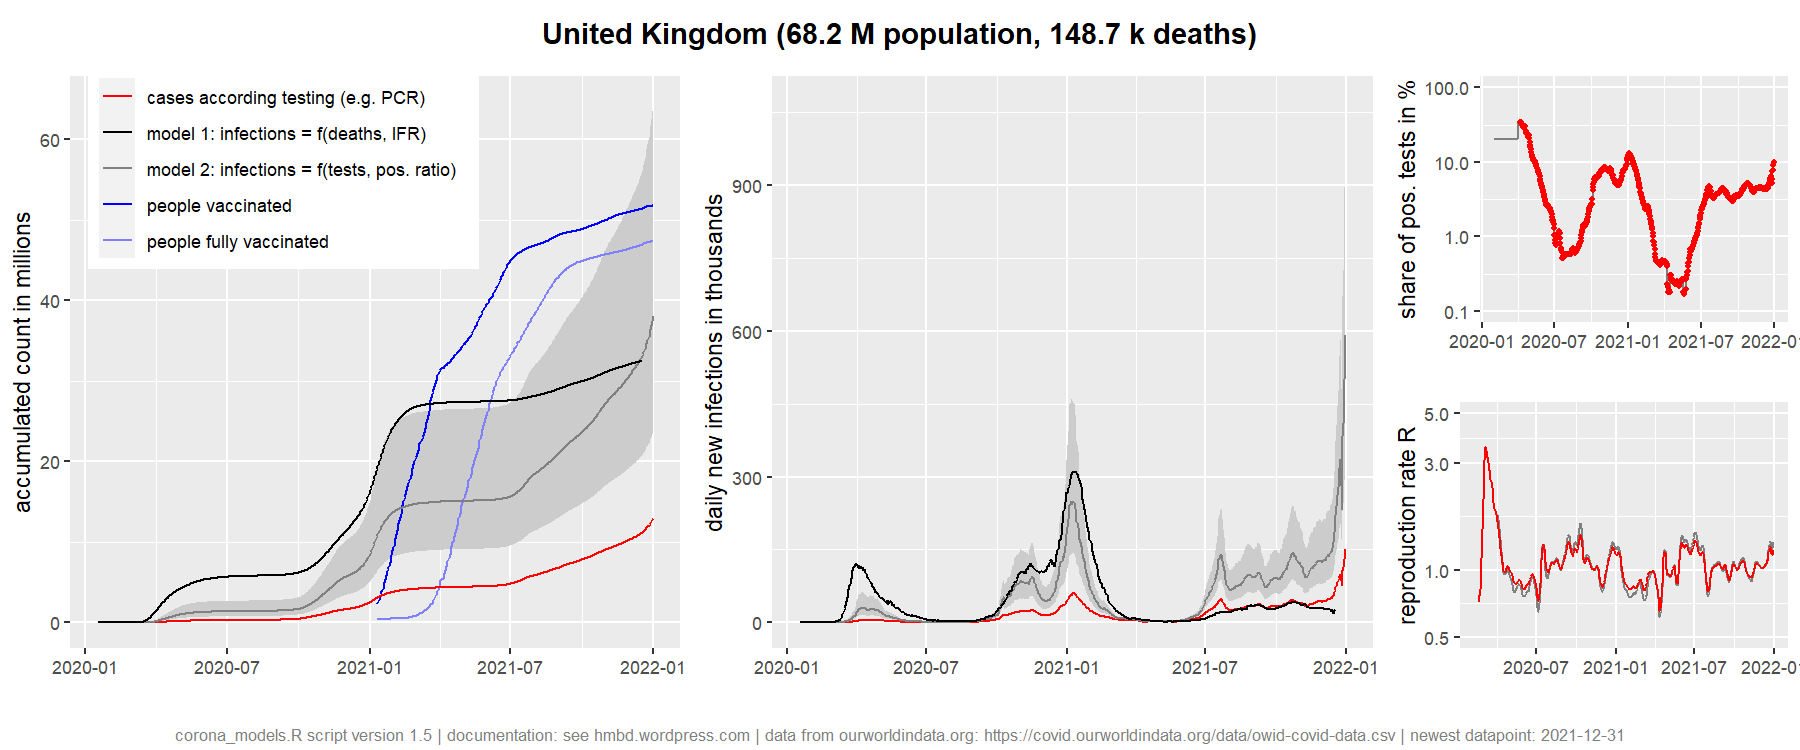 United Kingdom (68.2 M population, 148.7 k deaths)
cases according testing (e.g. PCR)
model 1: infections = f(deaths, IFR)
model 2: infections = f(tests, pos. ratio)
people vaccinated
people fully vaccinated
accumulated count in millions
60
40
20
0
2020-01 2020-07 2021-01 2021-07 2022-01
daily new infections in thousands
900
600
300
0
2020-01 2020-07 2021-01 2021-07 2022-01
share of pos. tests in %
100.0
10.0
1.0
0.1
2020-01 2020-07 2021-01 2021-07 2022-01
reproduction rate R
5.0
3.0
1.0
0.5
2020-07 2021-01 2021-07 2022-01
corona_models.R script version 1.5 | documentation: see hmbd.wordpress.com | data from ourworldindata.org: https://covid.ourworldindata.org/data/owid-covid-data.csv | newest datapoint: 2021-12-31